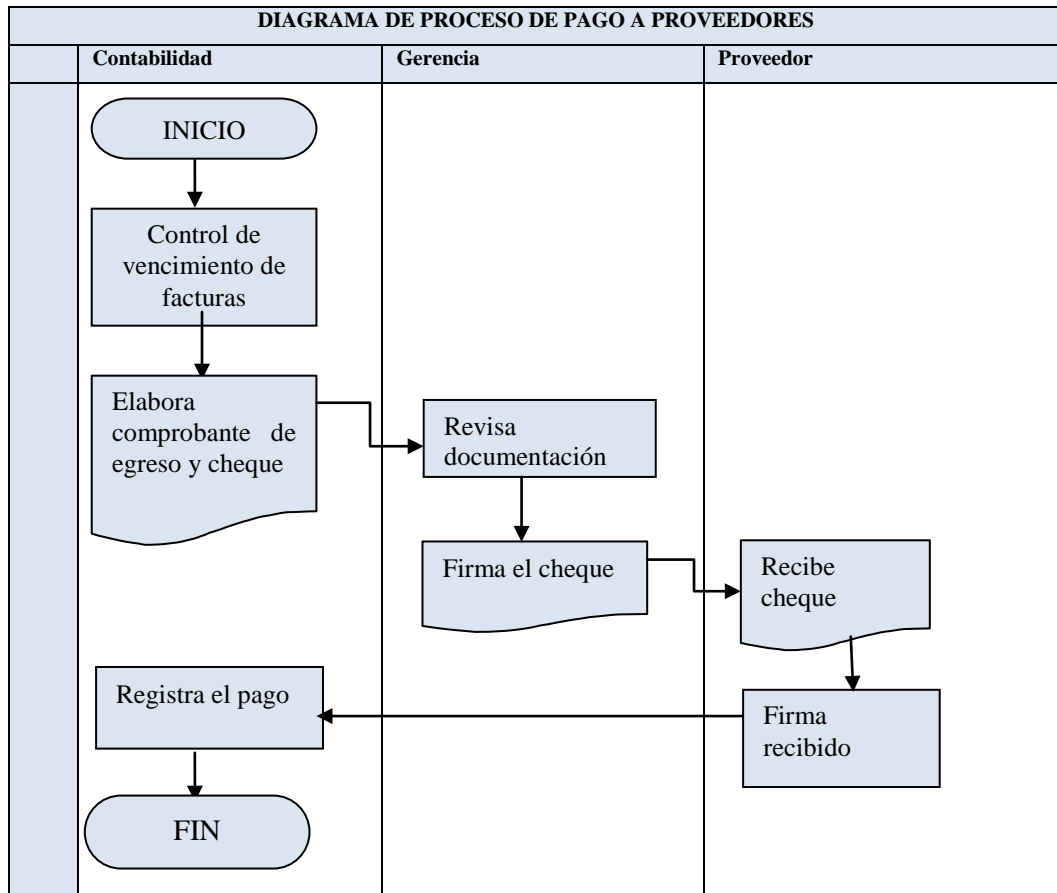 DIAGRAMA DE PROCESO DE PAGO A PROVEEDORES
Contabilidad
Gerencia
Proveedor
INICIO
Control de
vencimiento de
facturas
Elabora
comprobante de
egreso y cheque
Revisa
documentación
Firma el cheque
Recibe
cheque
Firma
recibido
Registra el pago
FIN